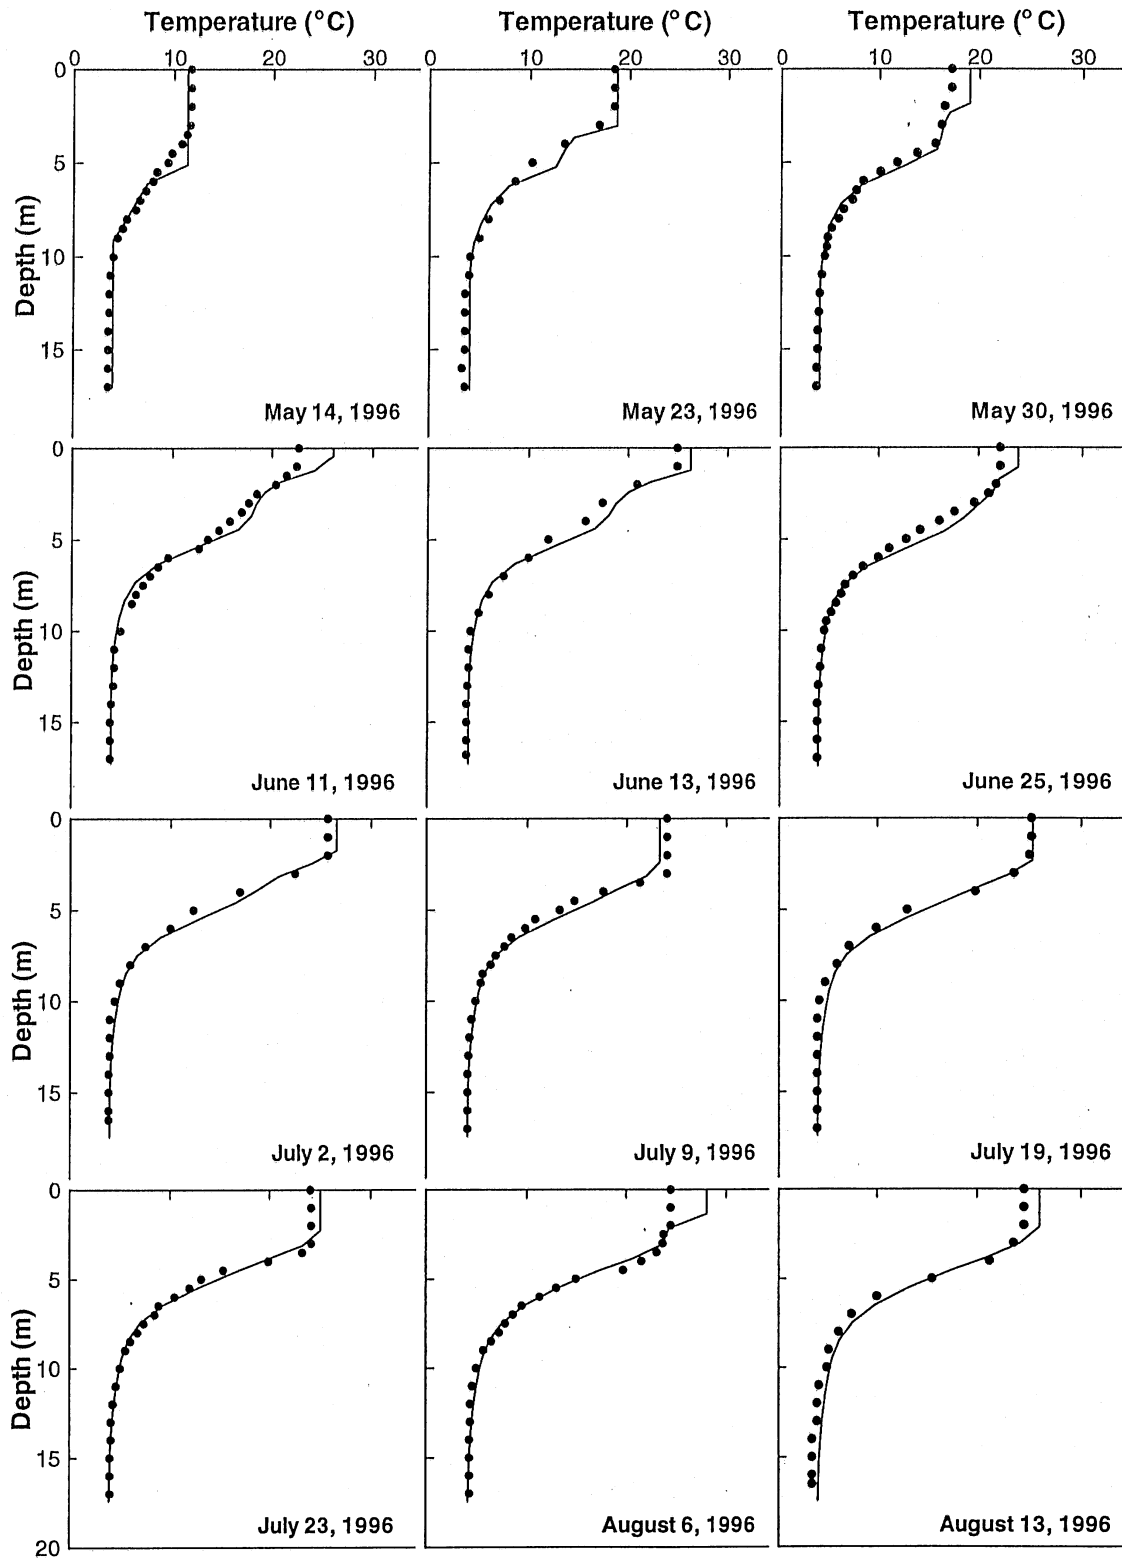 Temperature (°C) Temperature (°C) Temperature (°C)
0 10 20 30 0 10 20 30 0 10 20 30
0
5
10
15
Depth (m)
May 14, 1996 May 23, 1996 May 30, 1996
0
5
10
15
Depth (m)
June 11, 1996 June 13, 1996 June 25, 1996
0
5
10
15
Depth (m)
July 2, 1996 July 9, 1996 July 19, 1996
0
5
10
15
20
Depth (m)
July 23, 1996 August 6, 1996 August 13, 1996